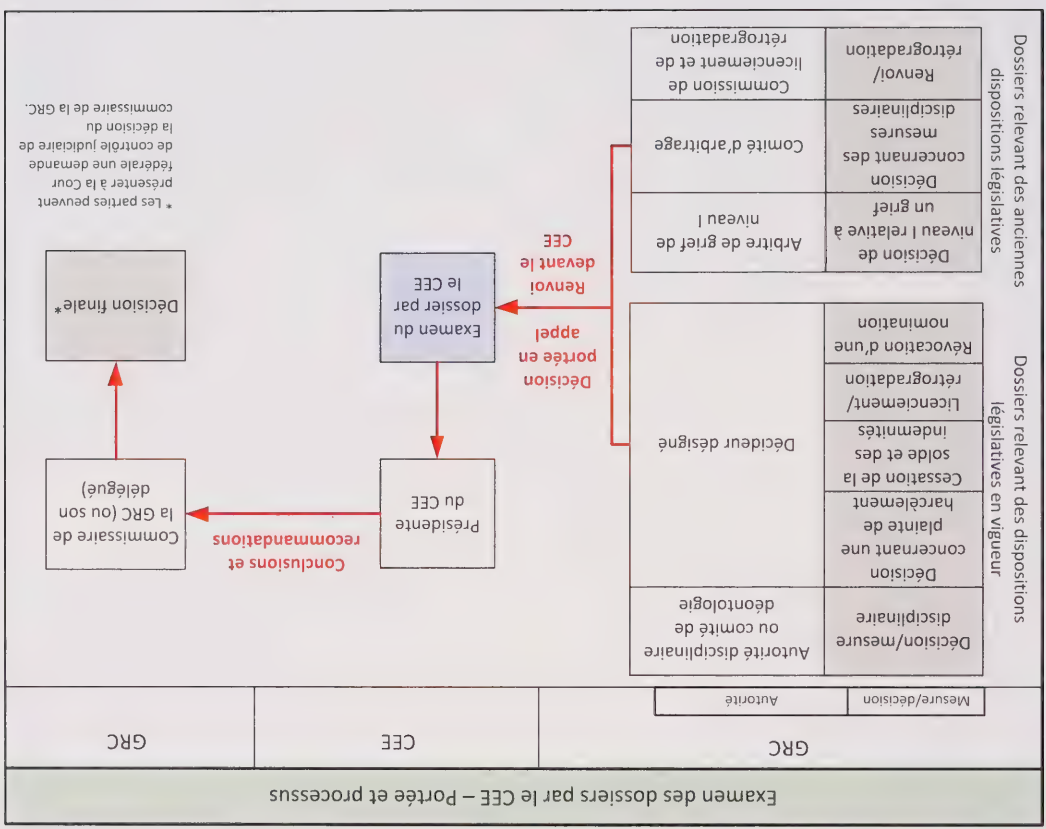 Examen des dossiers par le CEE – Portée et processus
GRC
CEE
GRC
Mesure/décision
Autorité
Dossiers relevant des dispositions
législatives en vigueur
Décision/mesure
disciplinaire
Autorité disciplinaire
ou comité de
déontologie
Décision
concernant une
plainte de
harcèlement
Cessation de la
solde et des
indemnités
Licenciement/
rétrogradation
Révocation d'une
nomination
Décideur désigné
Dossiers relevant des anciennes
dispositions législatives
Décision de
niveau I relative à
un grief
Arbitre de grief de
niveau I
Décision
concernant des
mesures
disciplinaires
Comité d'arbitrage
Renvoi/
rétrogradation
Commission de
licenciement et de
rétrogradation
Décision
portée en
appel
Renvoi
devant le
CEE
Présidente
du CEE
Examen du
dossier par
le CEE
Conclusions et
recommandations
Commissaire de
la GRC (ou son
délégué)
Décision finale*
* Les parties peuvent
présenter à la Cour
fédérale une demande
de contrôle judiciaire de
la décision du
commissaire de la GRC.